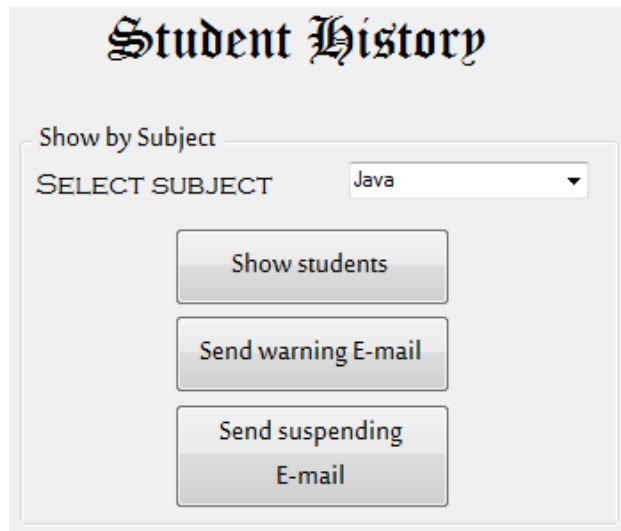 Student History
Show by Subject
SELECT SUBJECT
Java
Show students
Send warning E-mail
Send suspending
E-mail